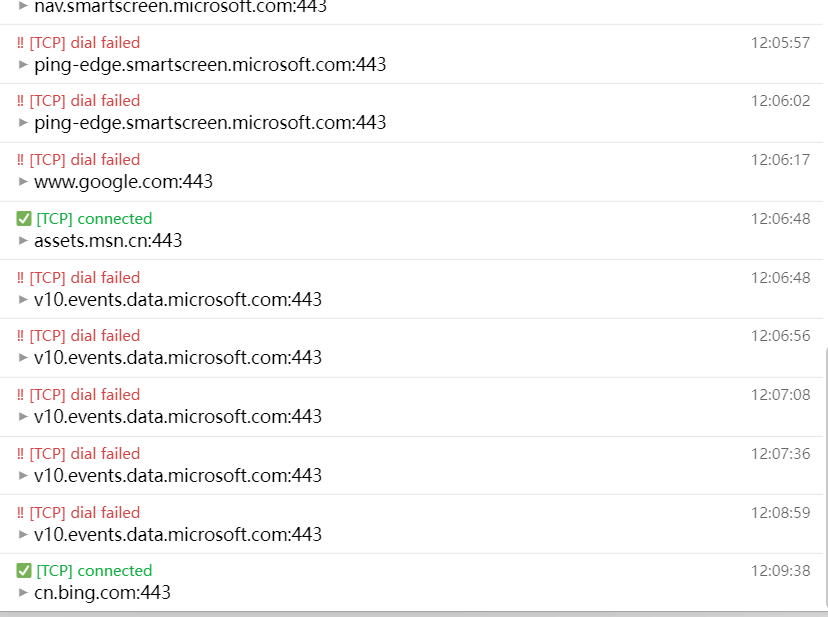 nav.smartscreen.microsoft.com:443
‼ [TCP] dial failed 12:05:57
▶ ping-edge.smartscreen.microsoft.com:443
‼ [TCP] dial failed 12:06:02
▶ ping-edge.smartscreen.microsoft.com:443
‼ [TCP] dial failed 12:06:17
▶ www.google.com:443
✅ [TCP] connected 12:06:48
▶ assets.msn.cn:443
‼ [TCP] dial failed 12:06:48
▶ v10.events.data.microsoft.com:443
‼ [TCP] dial failed 12:06:56
▶ v10.events.data.microsoft.com:443
‼ [TCP] dial failed 12:07:08
▶ v10.events.data.microsoft.com:443
‼ [TCP] dial failed 12:07:36
▶ v10.events.data.microsoft.com:443
‼ [TCP] dial failed 12:08:59
▶ v10.events.data.microsoft.com:443
✅ [TCP] connected 12:09:38
▶ cn.bing.com:443